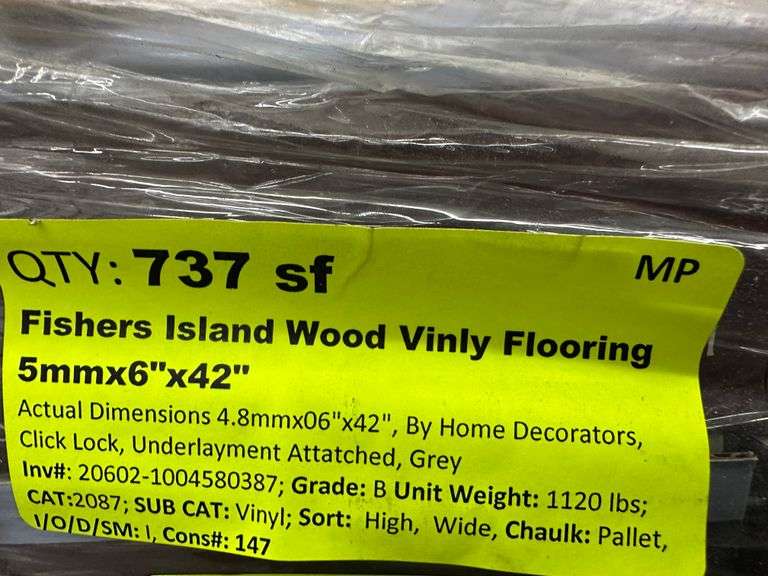 QTY: 737 sf MP
Fishers Island Wood Vinly Flooring
5mmx6"x42"
Actual Dimensions 4.8mmx06"x42", By Home Decorators,
Click Lock, Underlayment Attatched, Grey
Inv#: 20602-1004580387; Grade: B Unit Weight: 1120 lbs;
CAT:2087; SUB CAT: Vinyl; Sort: High, Wide, Chaulk: Pallet,
I/O/D/SM: I, Cons#: 147